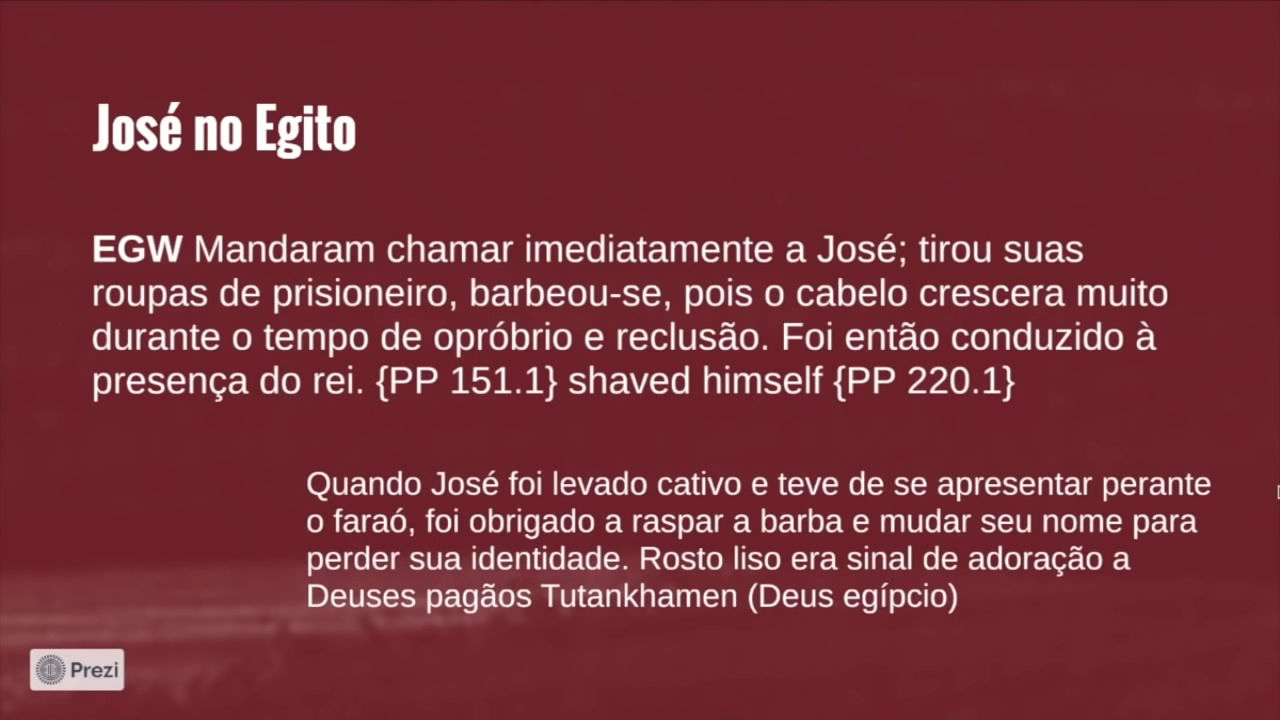 José no Egito
EGW Mandaram chamar imediatamente a José; tirou suas
roupas de prisioneiro, barbeou-se, pois o cabelo crescera muito
durante o tempo de opróbrio e reclusão. Foi então conduzido à
presença do rei. {PP 151.1} shaved himself {PP 220.1}
Quando José foi levado cativo e teve de se apresentar perante
o faraó, foi obrigado a raspar a barba e mudar seu nome para
perder sua identidade. Rosto liso era sinal de adoração a
Deuses pagãos Tutankhamen (Deus egípcio)
Prezi